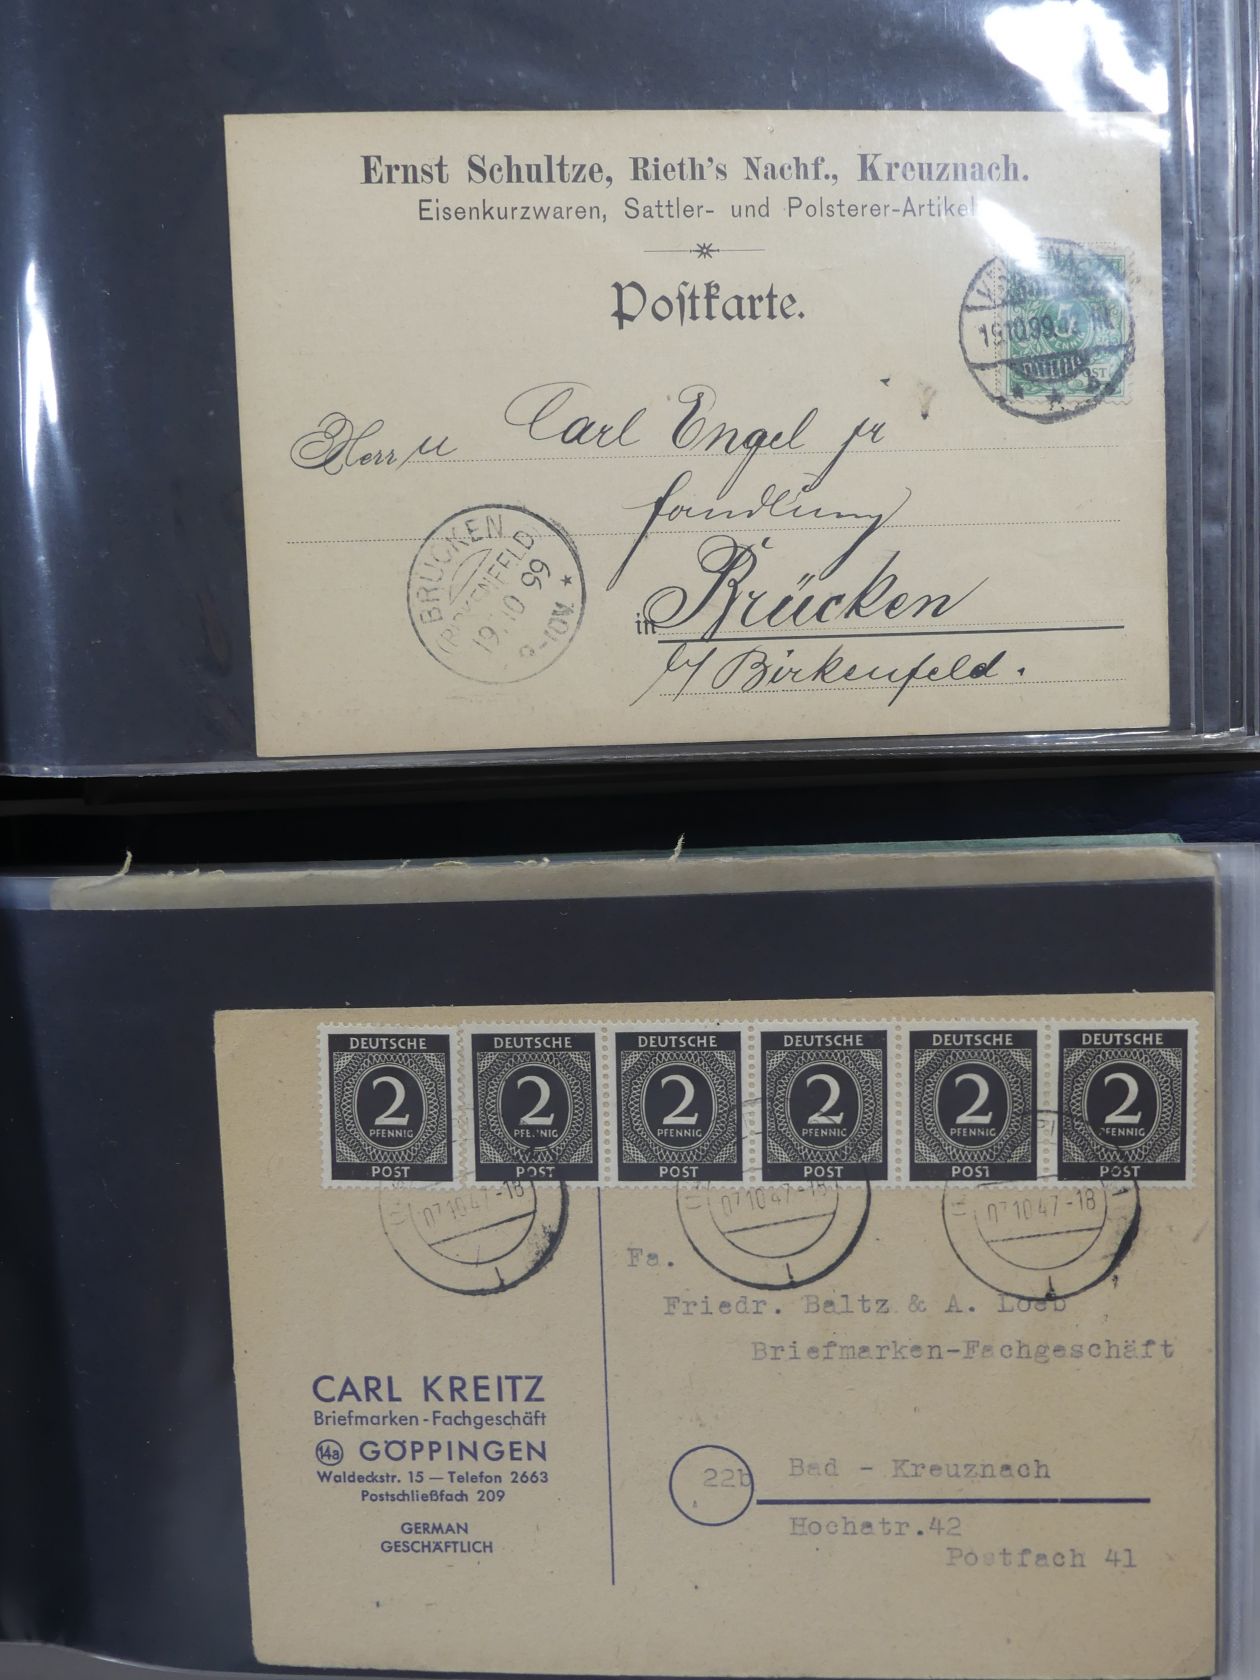 Ernst Schultze, Rieth's Nachf., Kreuznach.
Eisenkurzwaren, Sattler- und Polsterer-Artikel
Postkarte.
19.10.99.
Herrn Carl Engel jr
Handlung
in Brücken
b/ Birkenfeld.
BRÜCKEN
(BIRKENFELD)
19.10 99
DEUTSCHE
2
PFENNIG
POST
DEUTSCHE
2
PFENNIG
POST
DEUTSCHE
2
PFENNIG
POST
DEUTSCHE
2
PFENNIG
POST
DEUTSCHE
2
PFENNIG
POST
DEUTSCHE
2
PFENNIG
POST
07.10.47-18
07.10.47-18
07.10.47-18
Fa.
Friedr. Baltz & A. Loeb
Briefmarken-Fachgeschäft
CARL KREITZ
Briefmarken-Fachgeschäft
14a GÖPPINGEN
Waldeckstr. 15 — Telefon 2663
Postschließfach 209
GERMAN
GESCHÄFTLICH
22b Bad - Kreuznach
Hochstr.42
Postfach 41